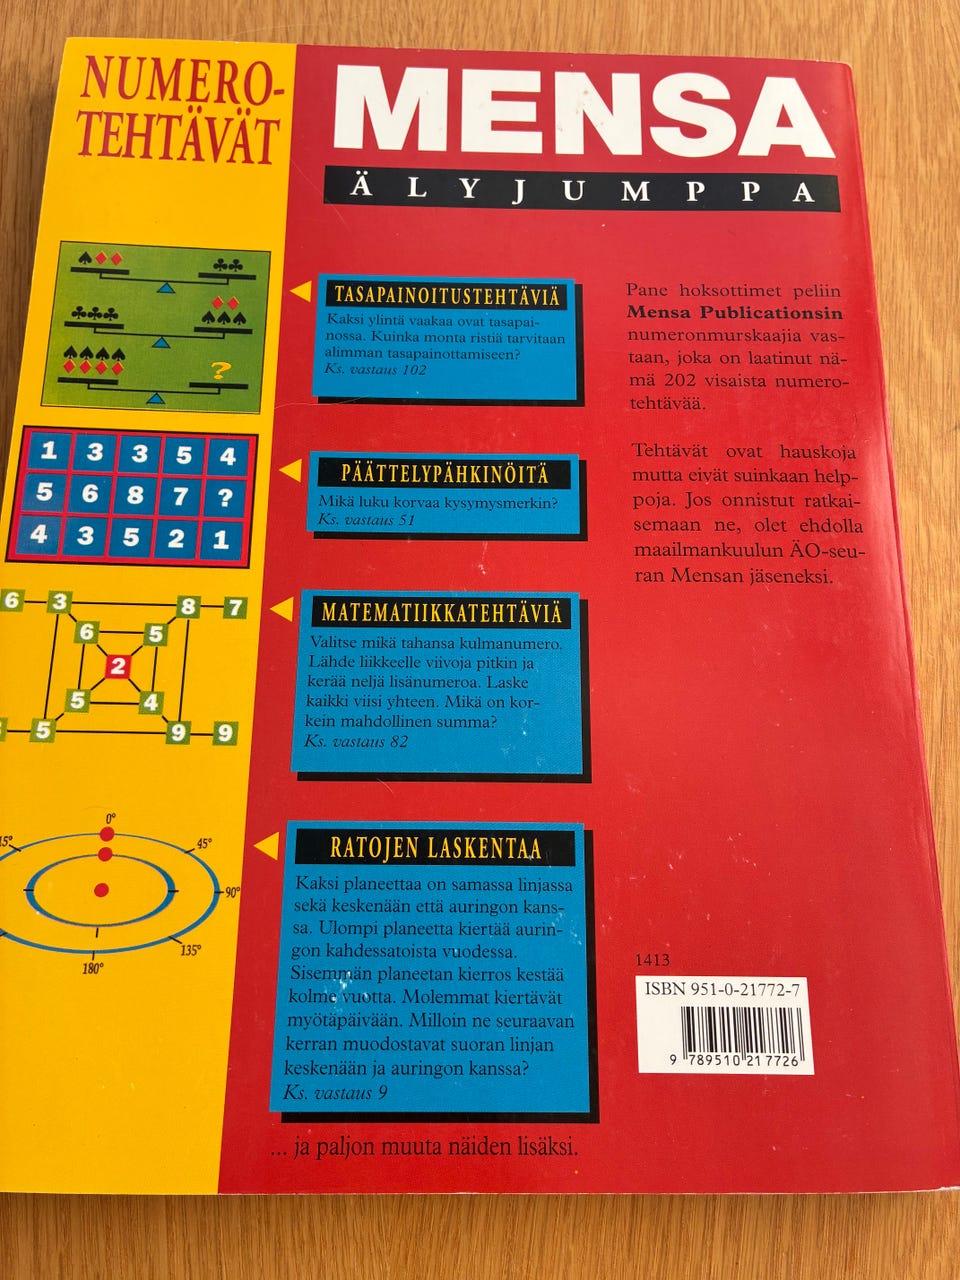 NUMERO-
TEHTÄVÄT
MENSA
ÄLYJUMPPA
?
1 3 3 5 4
5 6 8 7 ?
4 3 5 2 1
6 3 8 7
6 5
2
5 4
5 9 9
0°
45°
90°
135°
180°
TASAPAINOITUSTEHTÄVIÄ
Kaksi ylintä vaakaa ovat tasapai-
nossa. Kuinka monta ristiä tarvitaan
alimman tasapainottamiseen?
Ks. vastaus 102
PÄÄTTELYPÄHKINÖITÄ
Mikä luku korvaa kysymysmerkin?
Ks. vastaus 51
MATEMATIIKKATEHTÄVIÄ
Valitse mikä tahansa kulmanumero.
Lähde liikkeelle viivoja pitkin ja
kerää neljä lisänumeroa. Laske
kaikki viisi yhteen. Mikä on kor-
kein mahdollinen summa?
Ks. vastaus 82
RATOJEN LASKENTAA
Kaksi planeettaa on samassa linjassa
sekä keskenään että auringon kans-
sa. Ulompi planeetta kiertää aurin-
gon kahdessatoista vuodessa.
Sisemmän planeetan kierros kestää
kolme vuotta. Molemmat kiertävät
myötäpäivään. Milloin ne seuraavan
kerran muodostavat suoran linjan
keskenään ja auringon kanssa?
Ks. vastaus 9
... ja paljon muuta näiden lisäksi.
Pane hoksottimet peliin
Mensa Publicationsin
numeronmurskaajia vas-
taan, joka on laatinut nä-
mä 202 visaista numero-
tehtävää.
Tehtävät ovat hauskoja
mutta eivät suinkaan help-
poja. Jos onnistut ratkai-
semaan ne, olet ehdolla
maailmankuulun ÄO-seu-
ran Mensan jäseneksi.
1413
ISBN 951-0-21772-7
9 789510 217726